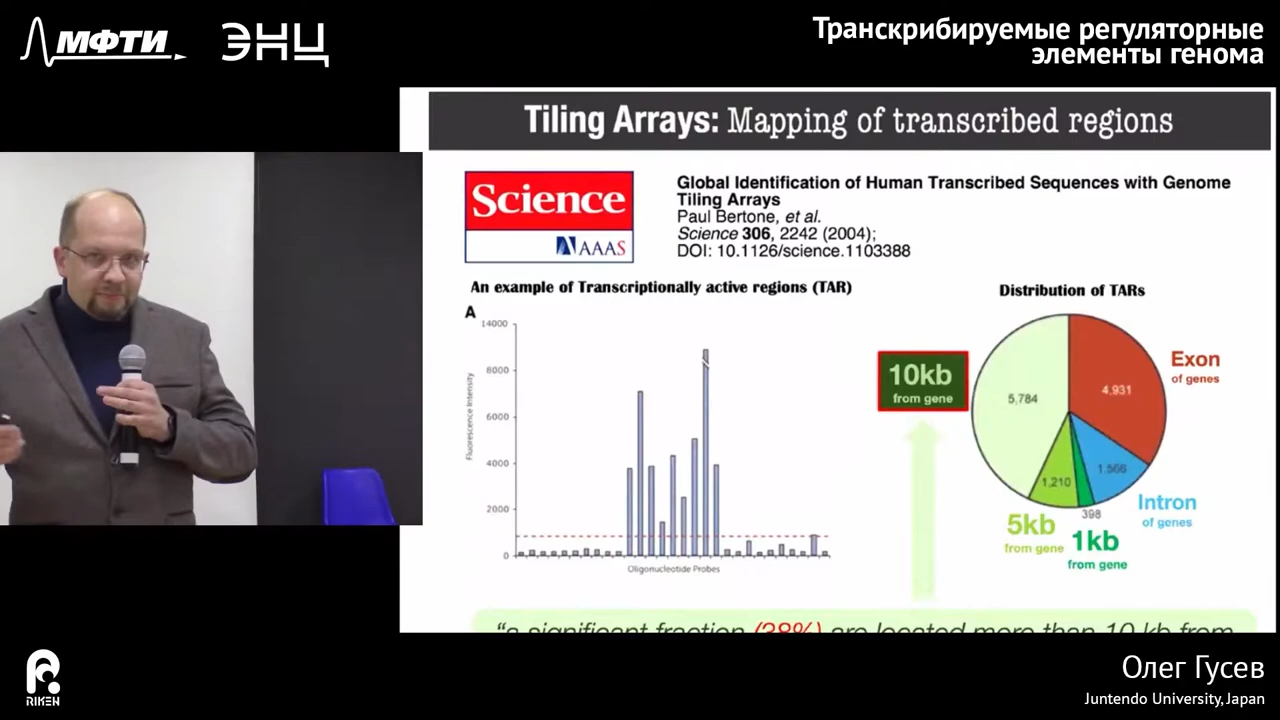 МФТИ
ЭНЦ
Транскрибируемые регуляторные
элементы генома
Tiling Arrays: Mapping of transcribed regions
Science
AAAS
Global Identification of Human Transcribed Sequences with Genome
Tiling Arrays
Paul Bertone, et al.
Science 306, 2242 (2004);
DOI: 10.1126/science.1103388
An example of Transcriptionally active regions (TAR)
A
14000
8000
6000
4000
2000
0
Fluorescence Intensity
Oligonucleotide Probes
Distribution of TARs
10kb
from gene
5,784
4,931
Exon
of genes
1,566
Intron
of genes
1,210
398
5kb
from gene
1kb
from gene
“a significant fraction (38%) are located more than 10 kb from
RIKEN
Олег Гусев
Juntendo University, Japan